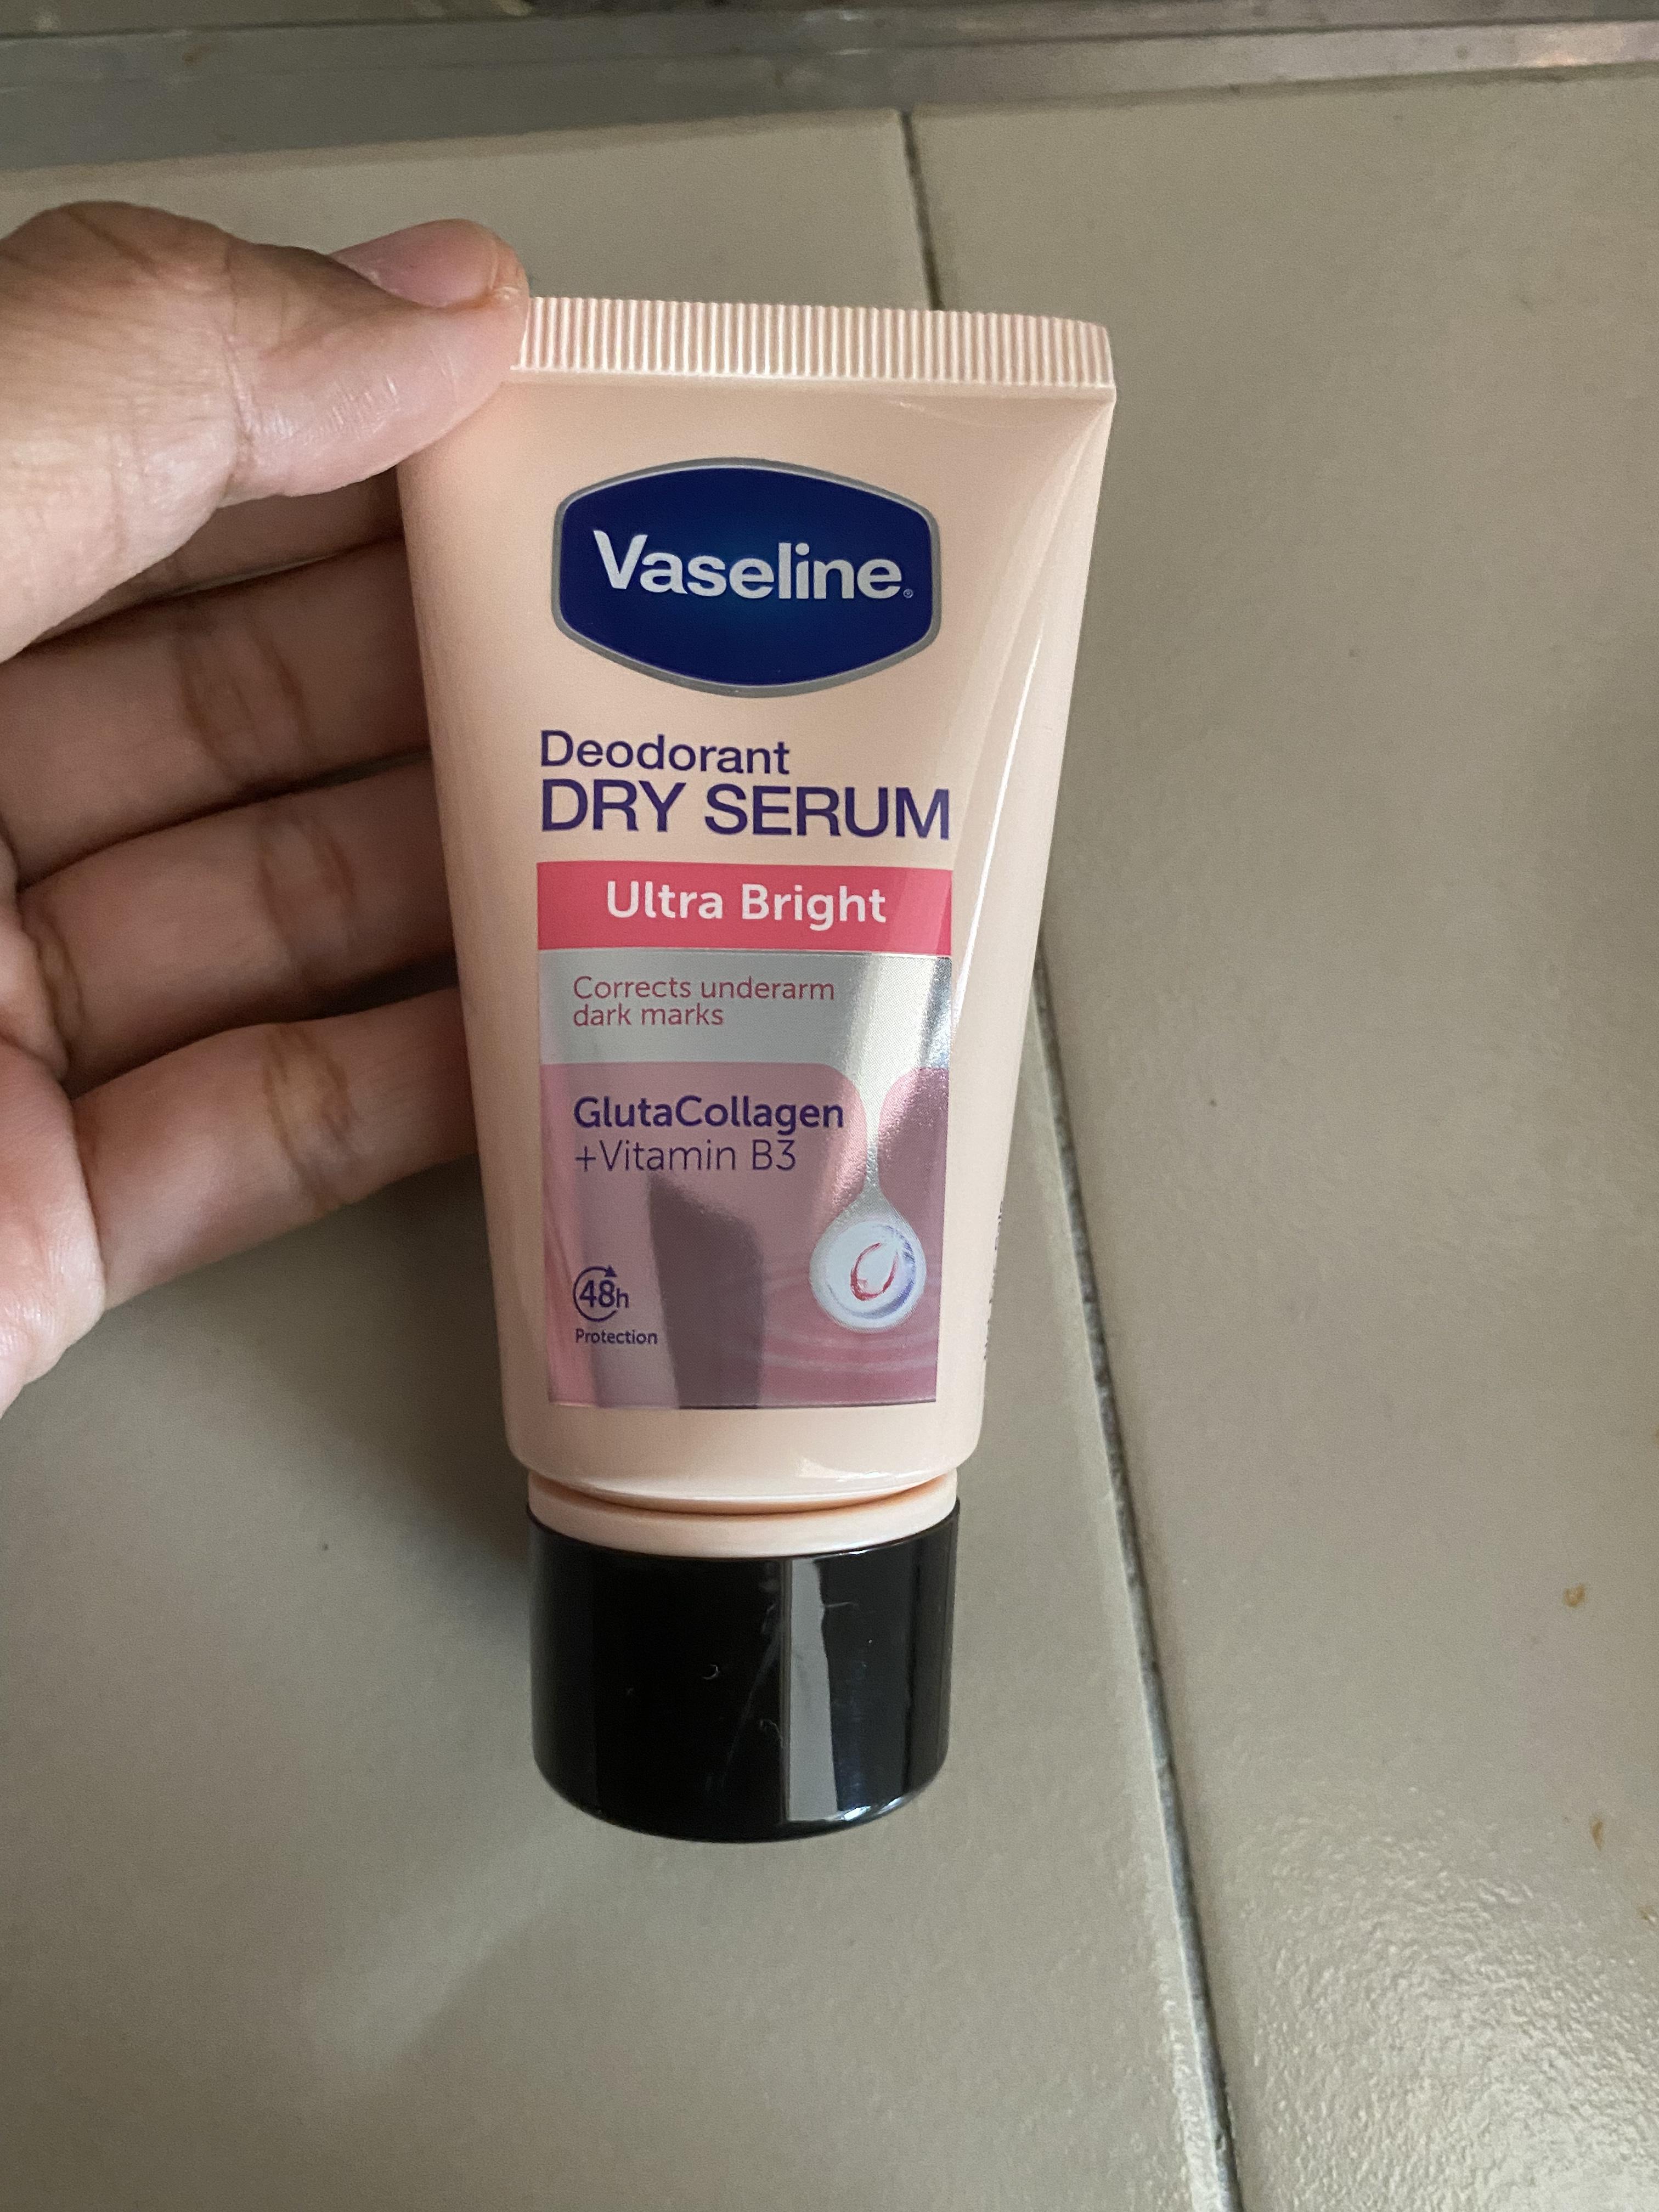 Vaseline®
Deodorant
DRY SERUM
Ultra Bright
Corrects underarm
dark marks
GlutaCollagen
+Vitamin B3
48h
Protection